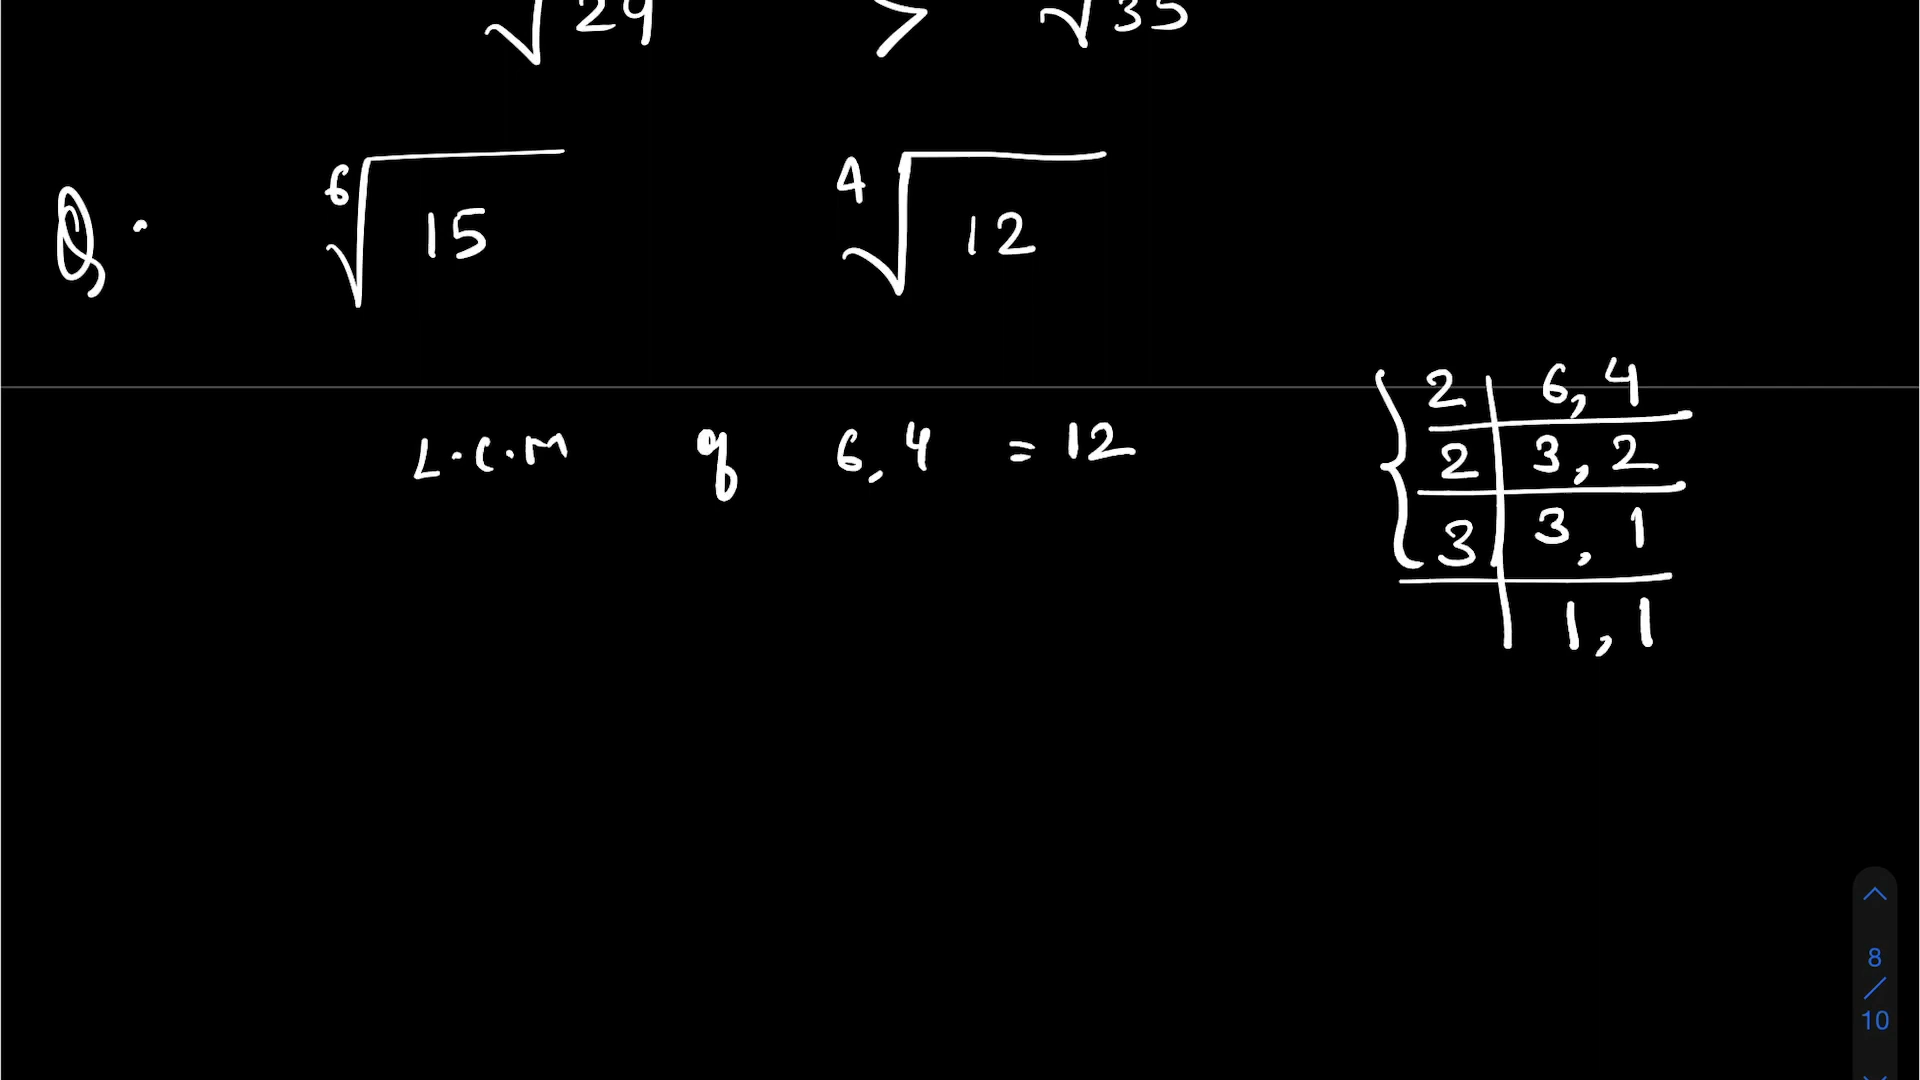 √29 > √35
Q. ⁶√15 ⁴√12
L.C.M of 6,4 = 12
2 | 6, 4
2 | 3, 2
3 | 3, 1
1, 1
8
/
10